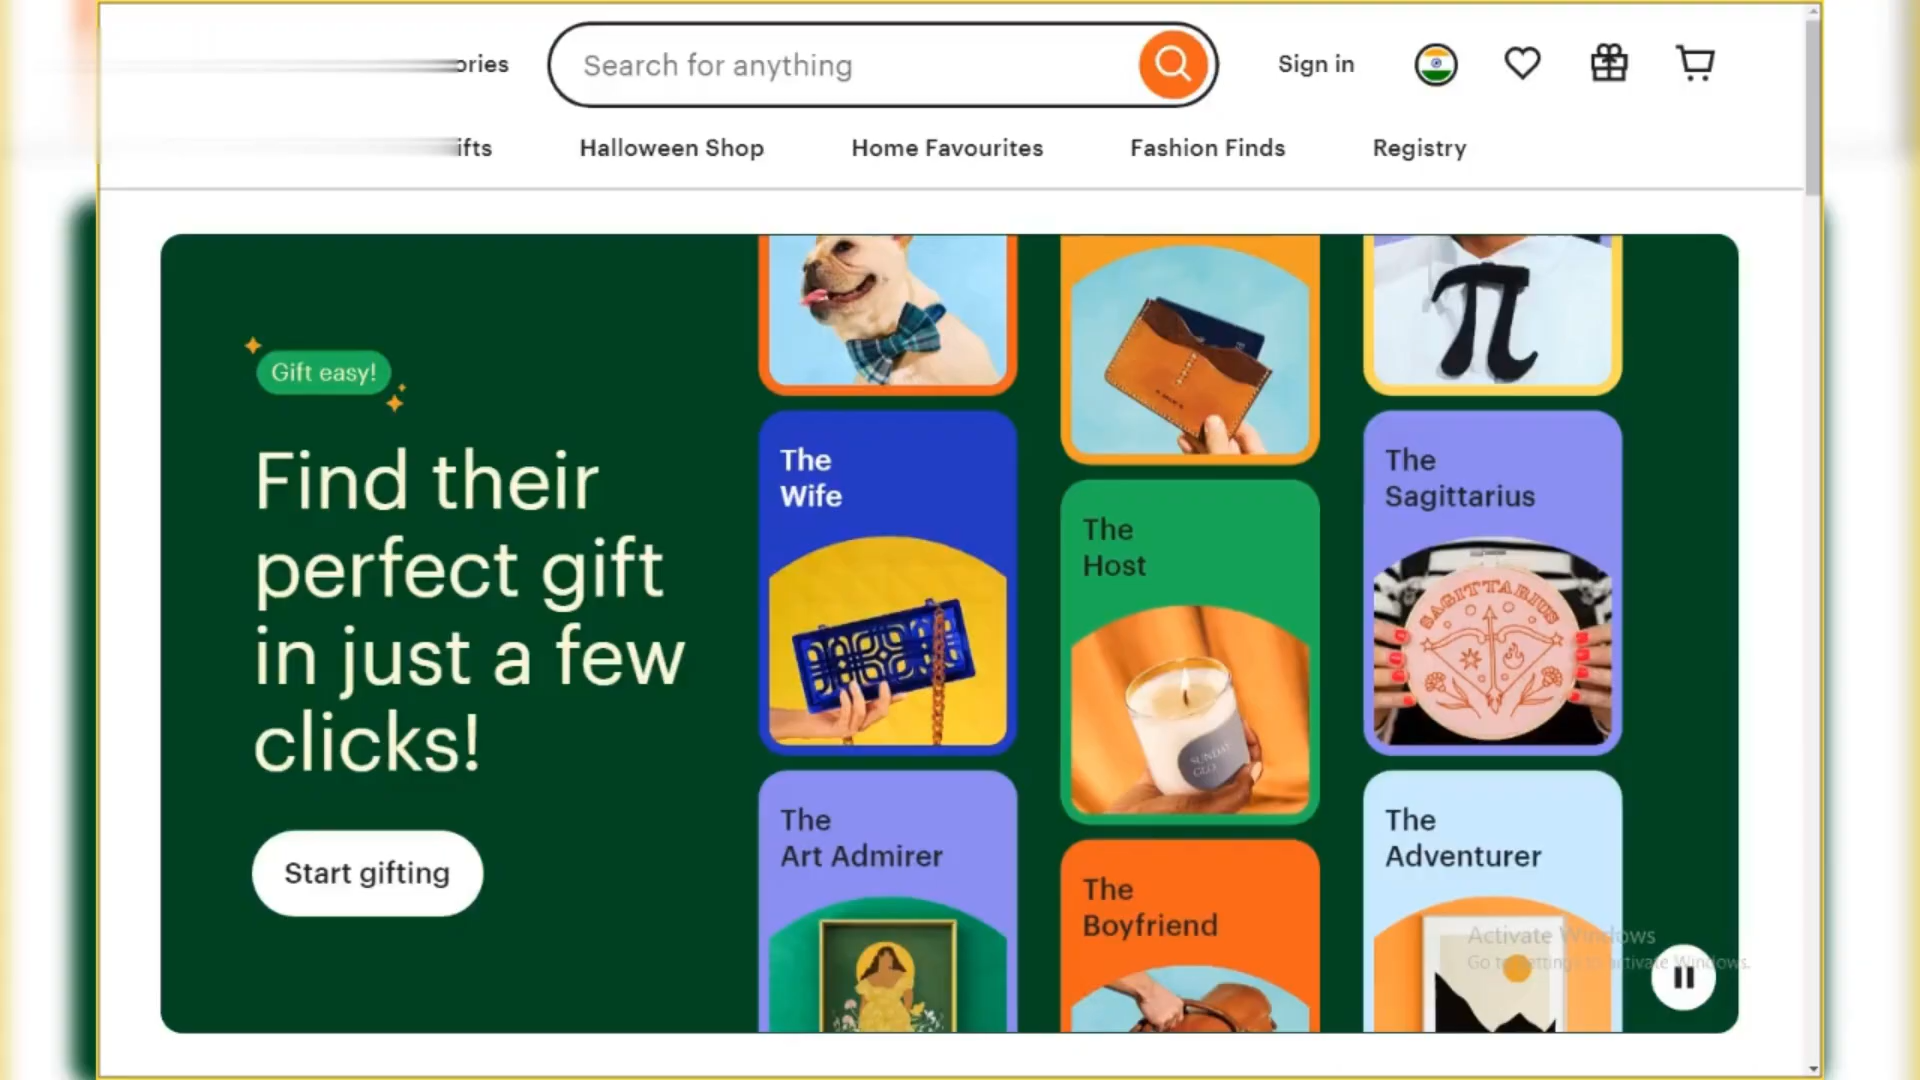 ories
Search for anything
Sign in
ifts
Halloween Shop
Home Favourites
Fashion Finds
Registry
Gift easy!
Find their
perfect gift
in just a few
clicks!
Start gifting
The
Wife
The
Art Admirer
The
Host
SUNDAY
GLO
The
Boyfriend
The
Sagittarius
SAGITTARIUS
The
Adventurer
Activate Windows
Go to Settings to activate Windows.